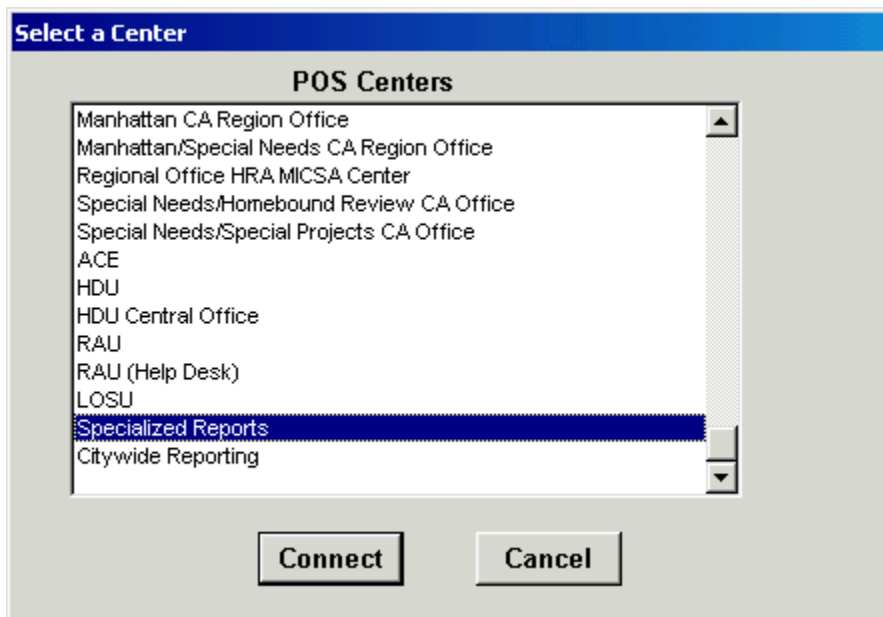 Select a Center
POS Centers
Manhattan CA Region Office
Manhattan/Special Needs CA Region Office
Regional Office HRA MICSA Center
Special Needs/Homebound Review CA Office
Special Needs/Special Projects CA Office
ACE
HDU
HDU Central Office
RAU
RAU (Help Desk)
LOSU
Specialized Reports
Citywide Reporting
Connect Cancel